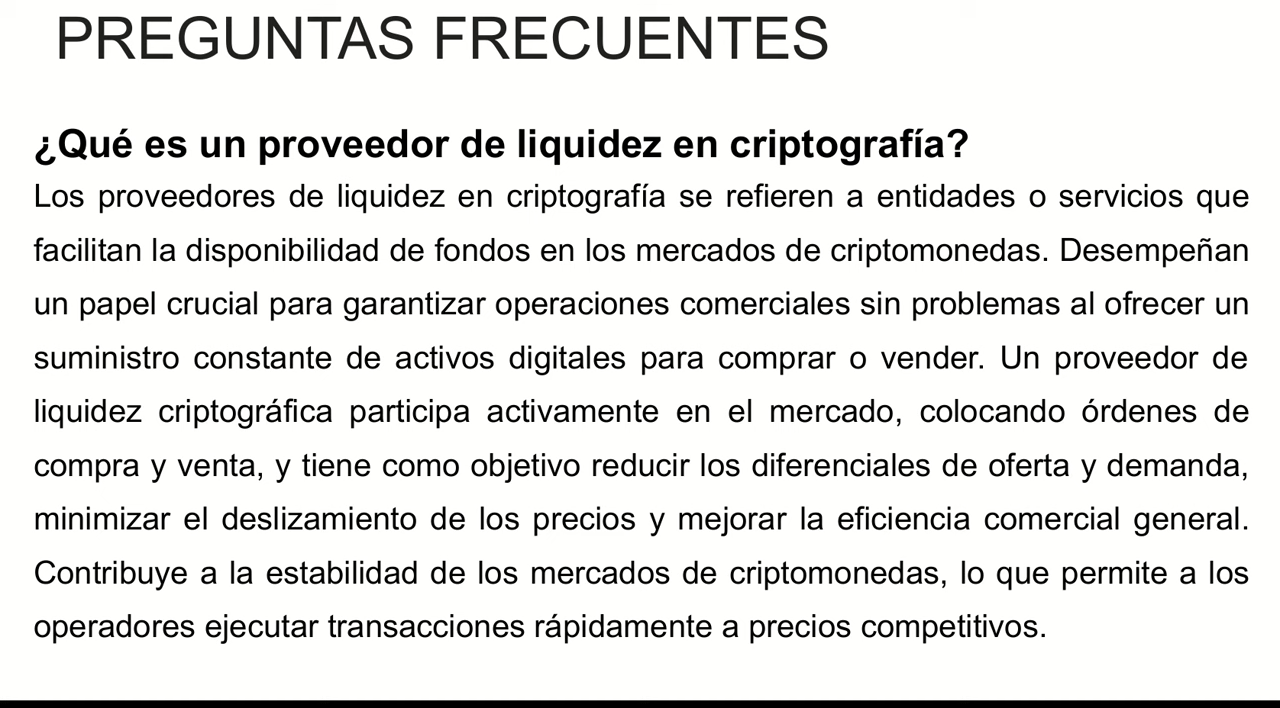 PREGUNTAS FRECUENTES
¿Qué es un proveedor de liquidez en criptografía?
Los proveedores de liquidez en criptografía se refieren a entidades o servicios que
facilitan la disponibilidad de fondos en los mercados de criptomonedas. Desempeñan
un papel crucial para garantizar operaciones comerciales sin problemas al ofrecer un
suministro constante de activos digitales para comprar o vender. Un proveedor de
liquidez criptográfica participa activamente en el mercado, colocando órdenes de
compra y venta, y tiene como objetivo reducir los diferenciales de oferta y demanda,
minimizar el deslizamiento de los precios y mejorar la eficiencia comercial general.
Contribuye a la estabilidad de los mercados de criptomonedas, lo que permite a los
operadores ejecutar transacciones rápidamente a precios competitivos.